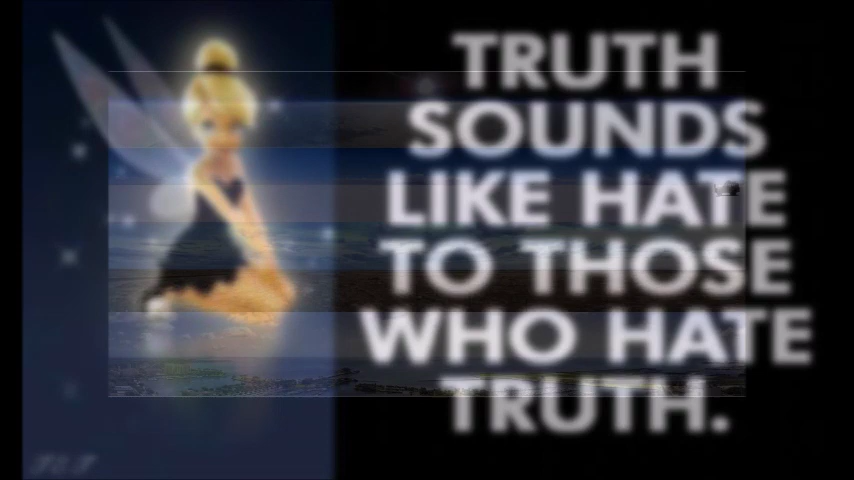 TRUTH
SOUNDS
LIKE HATE
TO THOSE
WHO HATE
TRUTH.